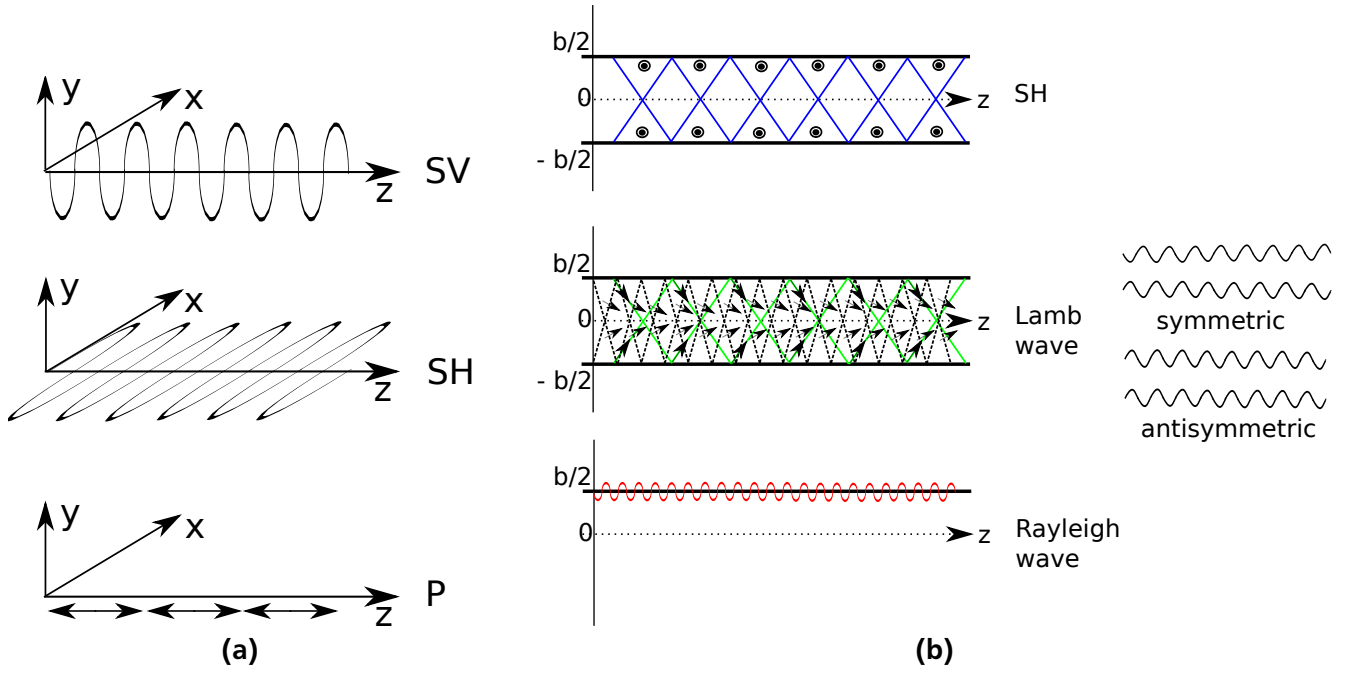 y
x
z
SV
y
x
z
SH
y
x
z
P
(a)
b/2
0
- b/2
z
SH
b/2
0
- b/2
z
Lamb
wave
symmetric
antisymmetric
b/2
0
z
Rayleigh
wave
(b)